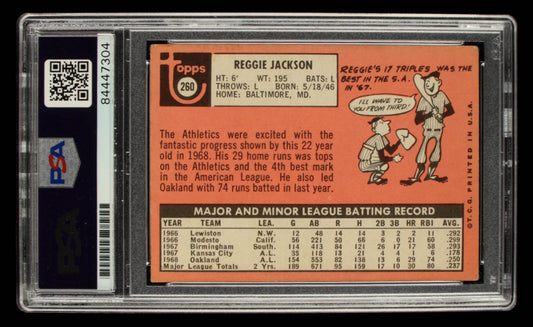 84447304
PSA
PSA
topps
260
REGGIE JACKSON
HT: 6' WT: 195 BATS: L
THROWS: L BORN: 5/18/46
HOME: BALTIMORE, MD.
REGGIE'S 17 TRIPLES WAS THE
BEST IN THE S.A.
IN '67.
I'LL WAVE TO
YOU FROM THIRD!
The Athletics were excited with the
fantastic progress shown by this 22 year
old in 1968. His 29 home runs was tops
on the Athletics and the 4th best mark
in the American League. He also led
Oakland with 74 runs batted in last year.
©T.C.G. PRINTED IN U.S.A.
MAJOR AND MINOR LEAGUE BATTING RECORD
YEAR TEAM LEA. G AB R H 2B 3B HR RBI AVG.
1966 Lewiston N.W. 12 48 14 14 3 2 2 11 .292
1966 Modesto Calif. 56 221 50 66 6 0 21 60 .299
1967 Birmingham South. 114 413 84 121 26 17 17 58 .293
1967 Kansas City A.L. 35 118 13 21 4 4 1 6 .178
1968 Oakland A.L. 154 553 82 138 13 6 29 74 .250
Major League Totals 2 Yrs. 189 671 95 159 17 10 30 80 .237